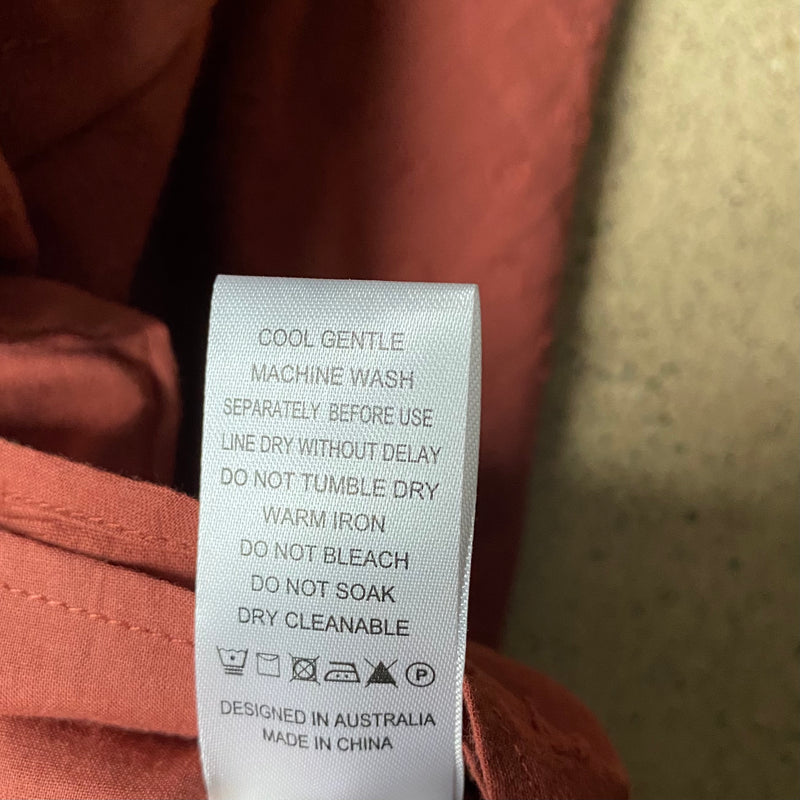 COOL GENTLE
MACHINE WASH
SEPARATELY BEFORE USE
LINE DRY WITHOUT DELAY
DO NOT TUMBLE DRY
WARM IRON
DO NOT BLEACH
DO NOT SOAK
DRY CLEANABLE
P
DESIGNED IN AUSTRALIA
MADE IN CHINA